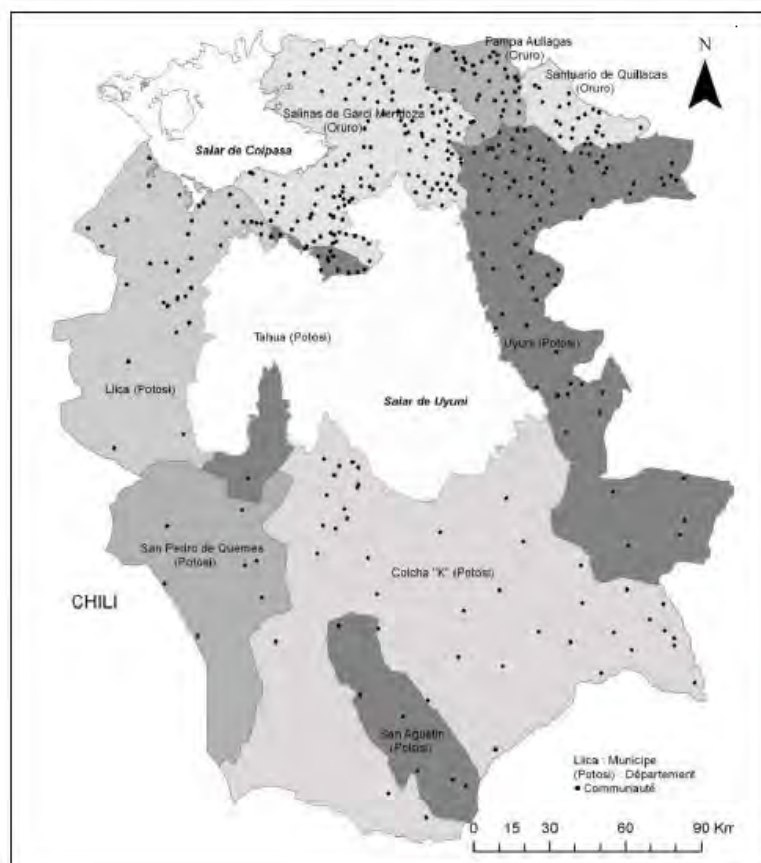 Pampa Aullagas
(Oruro)
N
Santuario de Quillacas
(Oruro)
Salinas de Garci Mendoza
(Oruro)
Salar de Coipasa
Tahua (Potosi)
Uyuni (Potosi)
Llica (Potosi)
Salar de Uyuni
San Pedro de Quemes
(Potosi)
Colcha "K" (Potosi)
CHILI
San Agustin
(Potosi)
Llica : Municipe
(Potosi) : Département
Communauté
0 15 30 60 90 Km